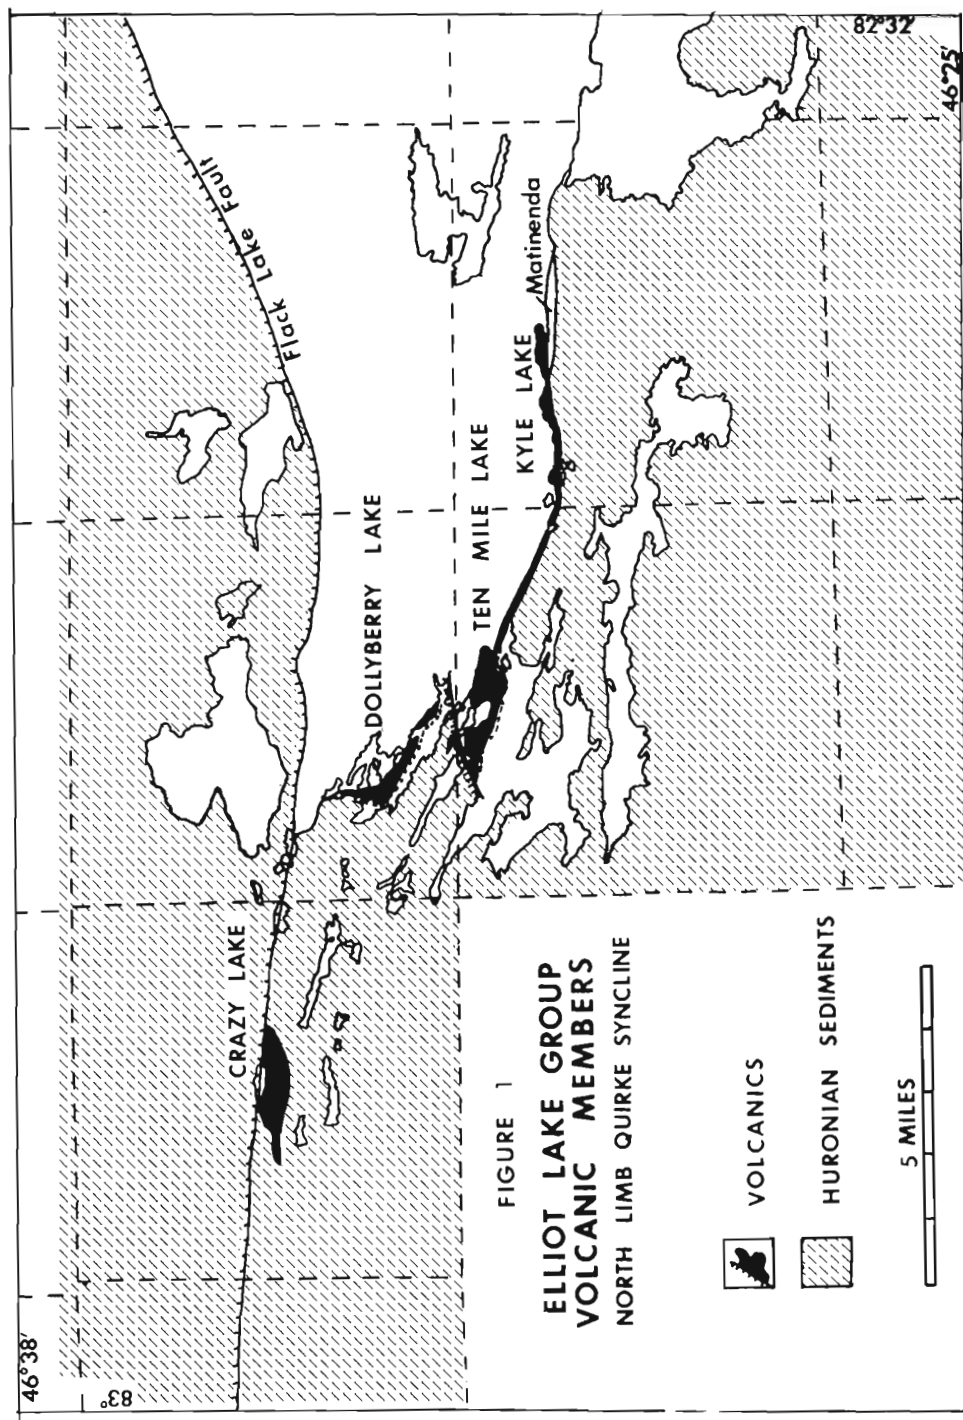 82°32'
46°25'
Flack Lake Fault
Matinenda
KYLE LAKE
TEN MILE LAKE
DOLLYBERRY LAKE
CRAZY LAKE
46°38'
83°
FIGURE 1
ELLIOT LAKE GROUP
VOLCANIC MEMBERS
NORTH LIMB QUIRKE SYNCLINE
VOLCANICS
HURONIAN SEDIMENTS
5 MILES